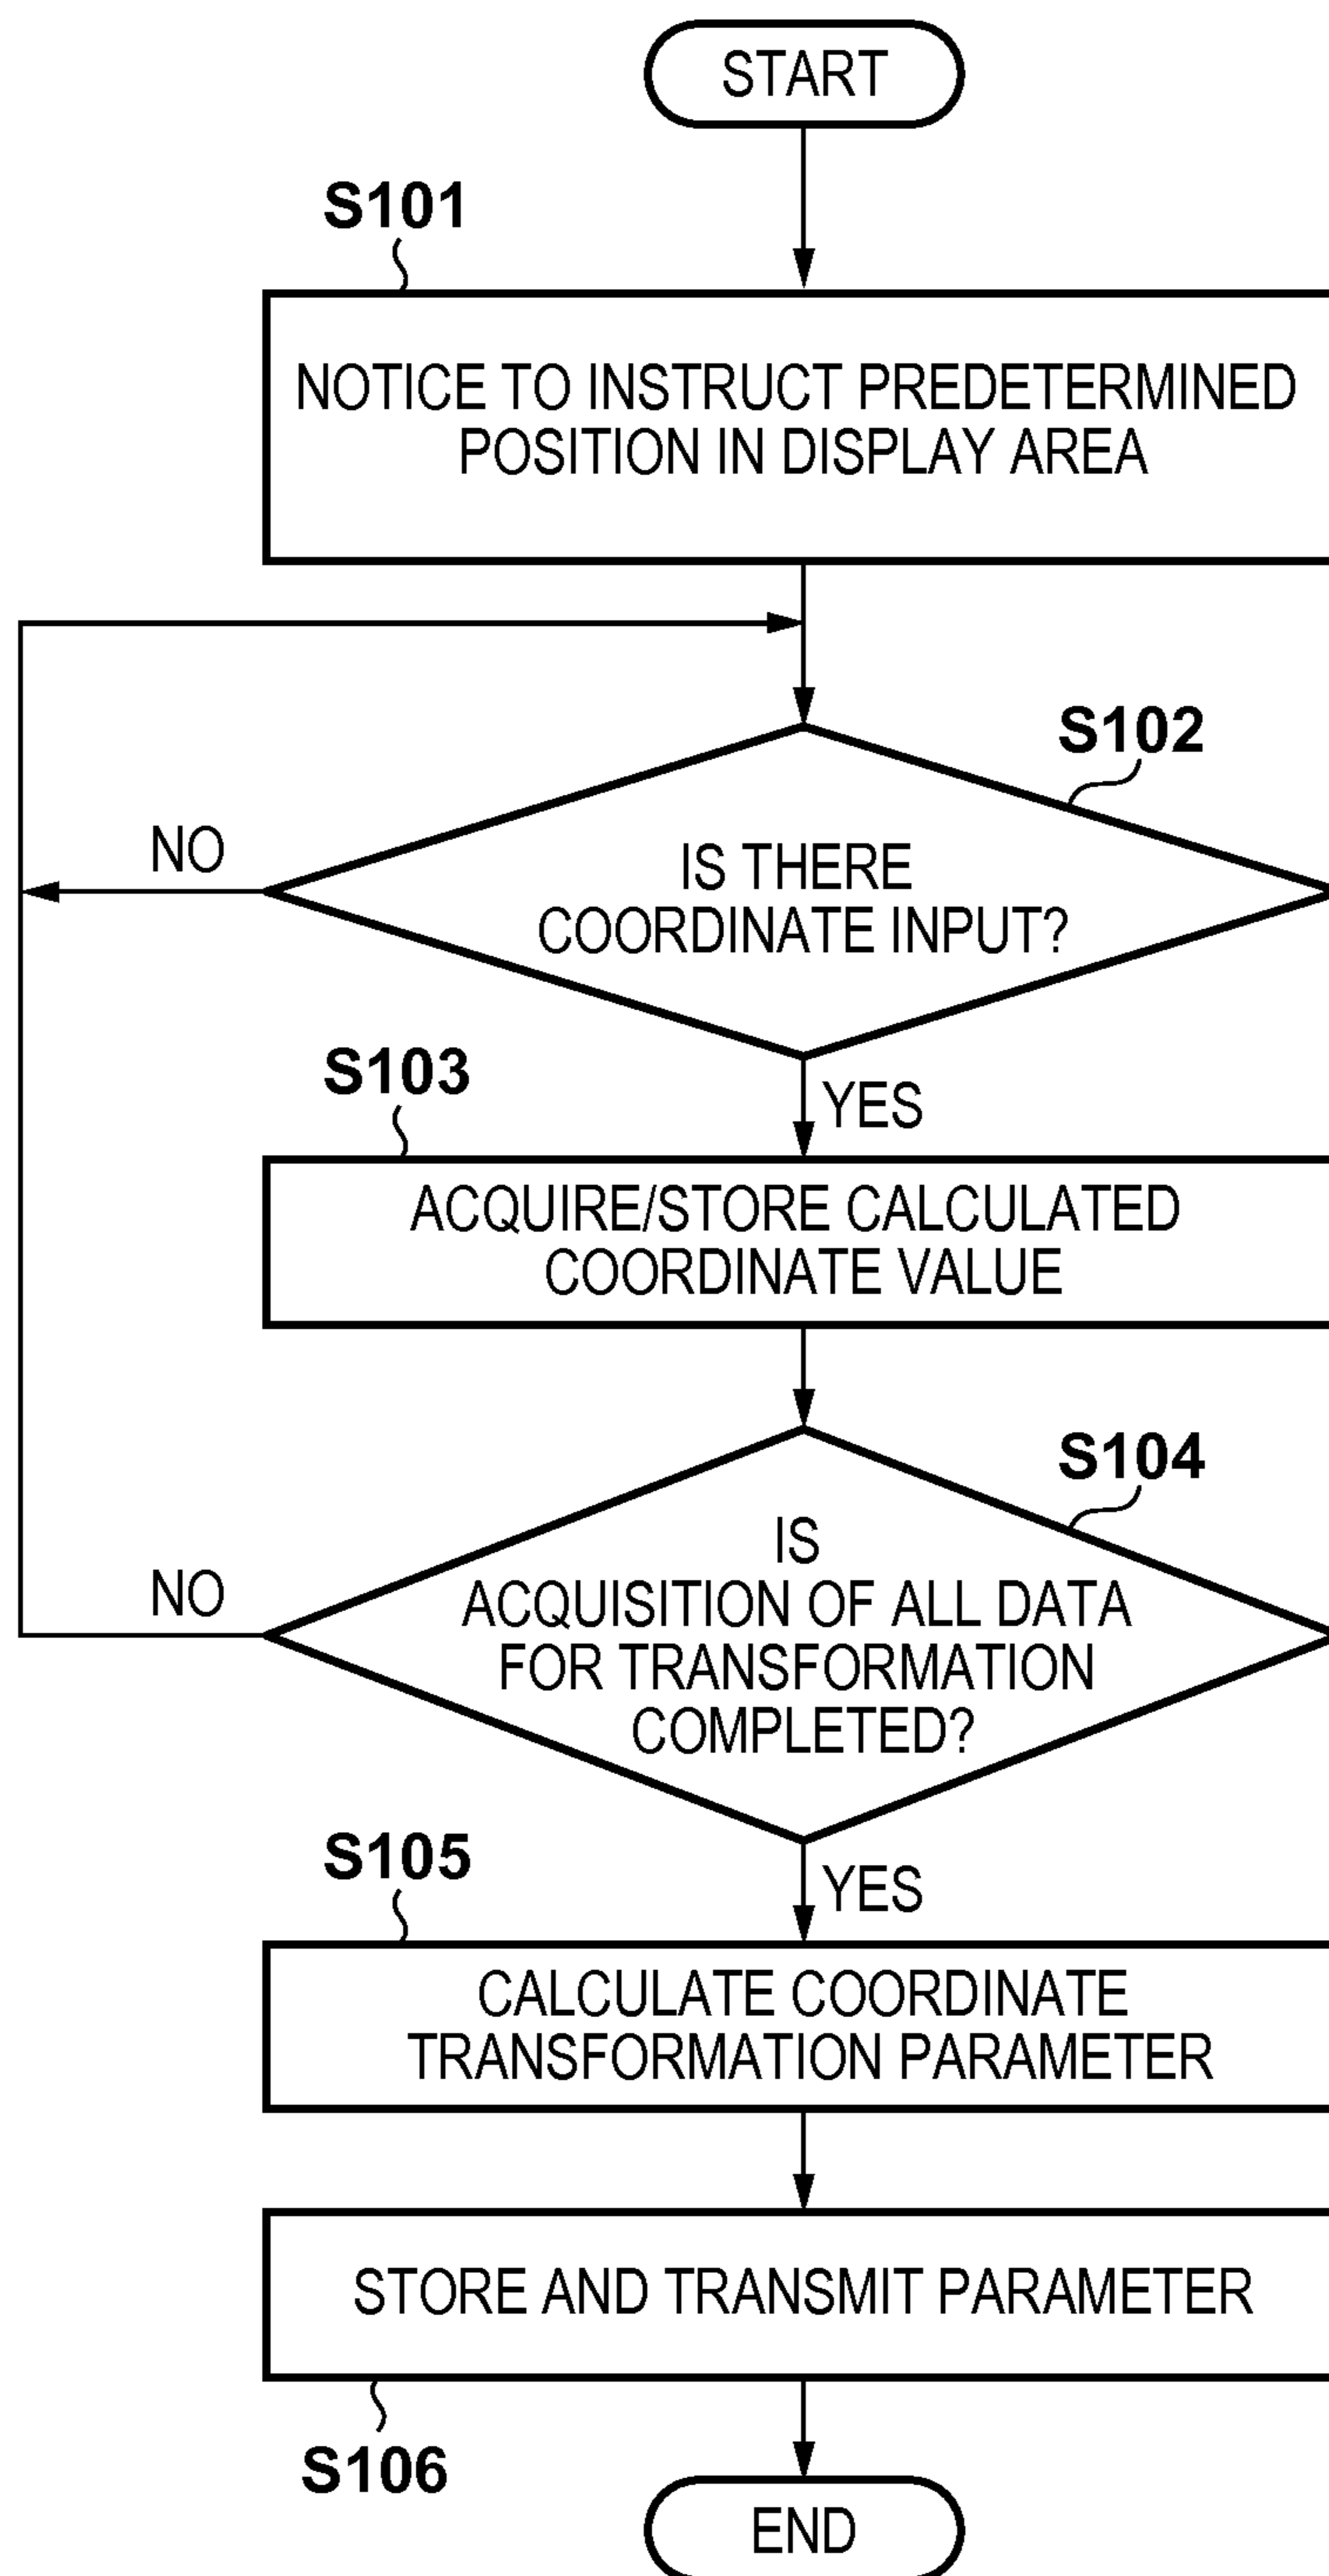 START
S101
NOTICE TO INSTRUCT PREDETERMINED
POSITION IN DISPLAY AREA
S102
NO
IS THERE
COORDINATE INPUT?
S103
YES
ACQUIRE/STORE CALCULATED
COORDINATE VALUE
S104
IS
NO
ACQUISITION OF ALL DATA
FOR TRANSFORMATION
COMPLETED?
S105
YES
CALCULATE COORDINATE
TRANSFORMATION PARAMETER
STORE AND TRANSMIT PARAMETER
S106
END